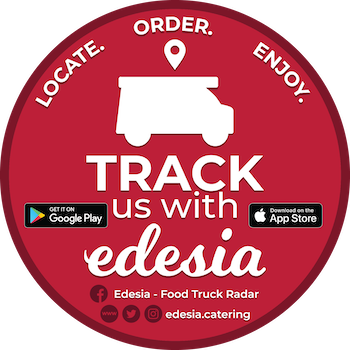 LOCATE. ORDER. ENJOY.
TRACK
us with
GET IT ON
Google Play
Download on the
App Store
edesia
Edesia - Food Truck Radar
www
edesia.catering